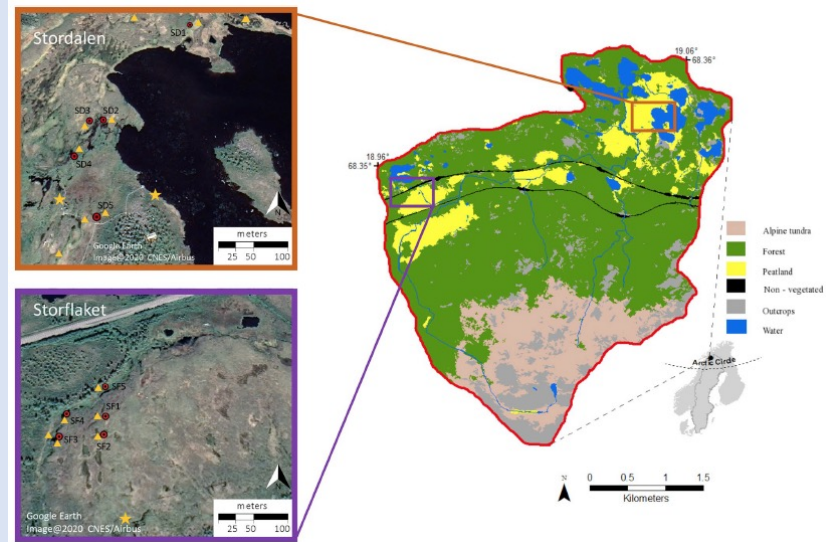 Stordalen
SD1
SD3
SD2
SD4
SD5
N
meters
25 50 100
Google Earth
Image@2020 CNES/Airbus
Storflaket
SF5
SF4
SF1
SF3
SF2
meters
25 50 100
Google Earth
Image@2020 CNES/Airbus
19.06°
68.36°
18.96°
68.35°
Alpine tundra
Forest
Peatland
Non - vegetated
Outcrops
Water
Arctic Circle
N
0 0.5 1 1.5
Kilometers